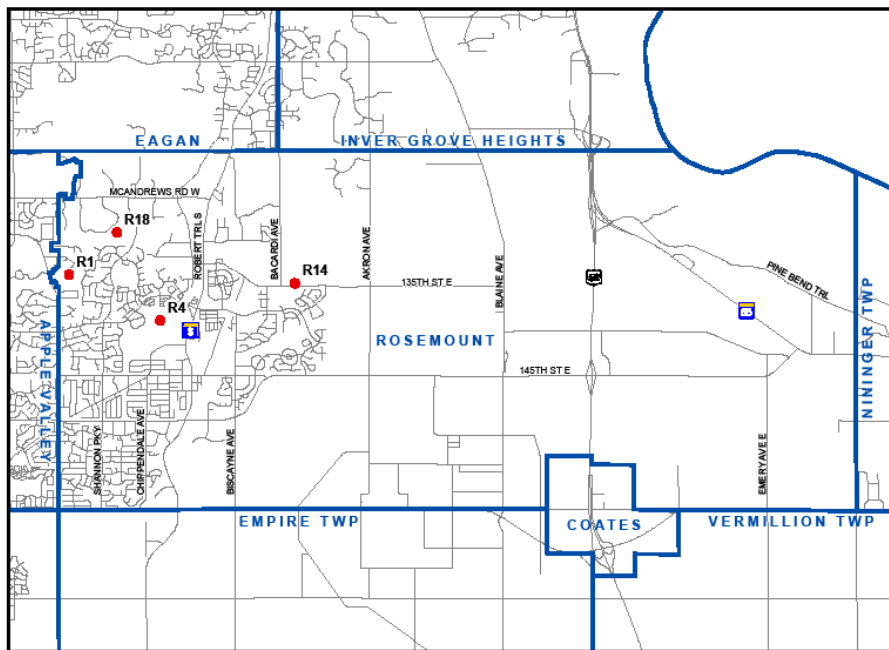 EAGAN
INVER GROVE HEIGHTS
MCANDREWS RD W
R18
ROBERT TRL S
BACARDI AVE
AKRON AVE
R1
R14
135TH ST E
BLAINE AVE
PINE BEND TRL
R4
ROSEMOUNT
APPLE VALLEY
NININGER TWP
145TH ST E
SHANNON PKY
CHIPPENDALE AVE
BISCAYNE AVE
EMERY AVE E
EMPIRE TWP
COATES
VERMILLION TWP